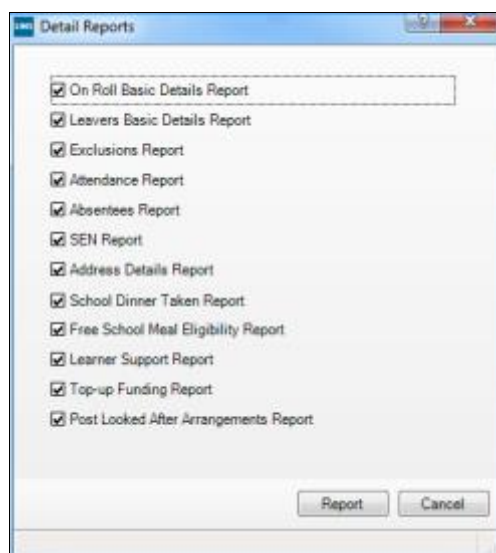 Detail Reports
On Roll Basic Details Report
Leavers Basic Details Report
Exclusions Report
Attendance Report
Absentees Report
SEN Report
Address Details Report
School Dinner Taken Report
Free School Meal Eligibility Report
Learner Support Report
Top-up Funding Report
Post Looked After Arrangements Report
Report Cancel